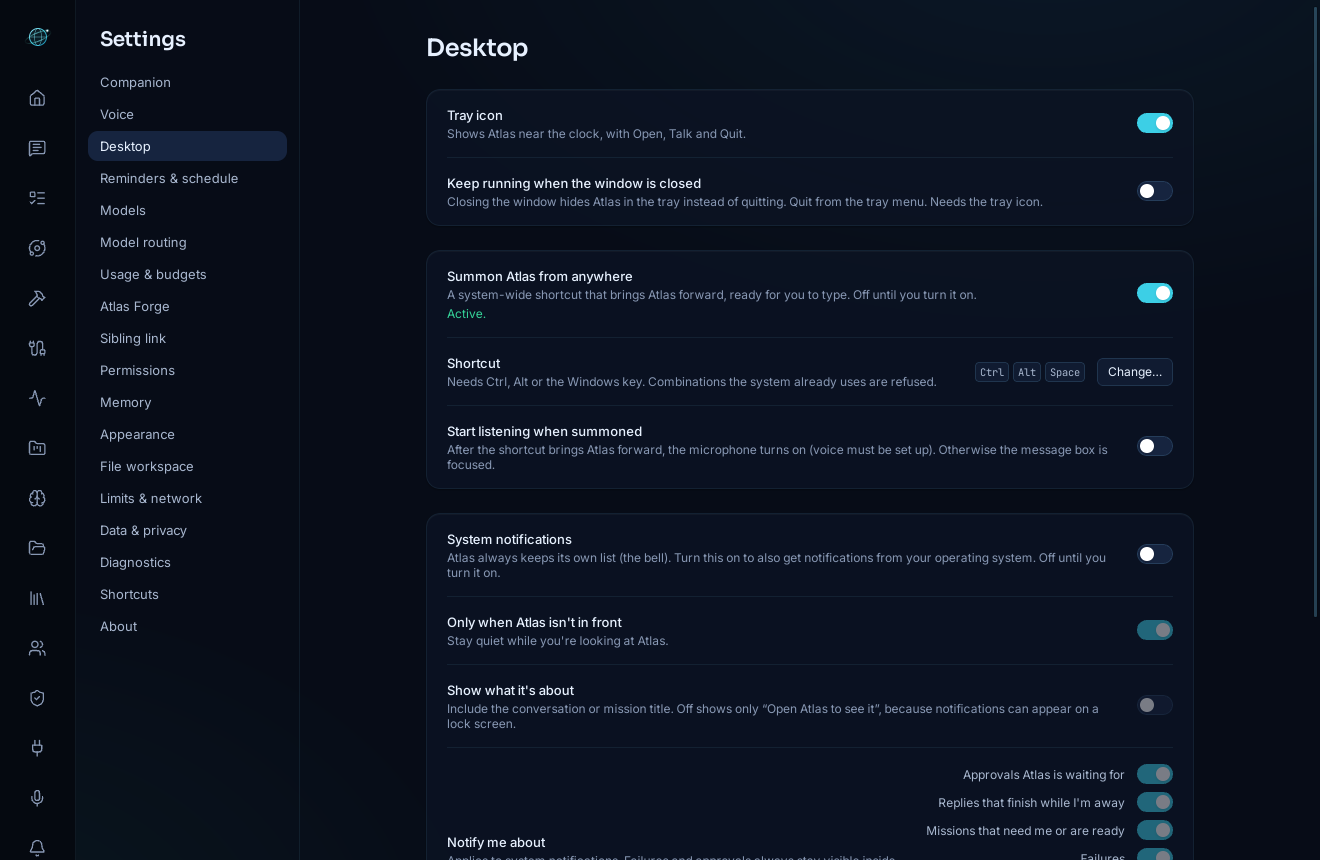 Settings
Companion
Voice
Desktop
Reminders & schedule
Models
Model routing
Usage & budgets
Atlas Forge
Sibling link
Permissions
Memory
Appearance
File workspace
Limits & network
Data & privacy
Diagnostics
Shortcuts
About
Desktop
Tray icon
Shows Atlas near the clock, with Open, Talk and Quit.
Keep running when the window is closed
Closing the window hides Atlas in the tray instead of quitting. Quit from the tray menu. Needs the tray icon.
Summon Atlas from anywhere
A system-wide shortcut that brings Atlas forward, ready for you to type. Off until you turn it on.
Active.
Shortcut
Needs Ctrl, Alt or the Windows key. Combinations the system already uses are refused.
Ctrl Alt Space Change...
Start listening when summoned
After the shortcut brings Atlas forward, the microphone turns on (voice must be set up). Otherwise the message box is
focused.
System notifications
Atlas always keeps its own list (the bell). Turn this on to also get notifications from your operating system. Off until you
turn it on.
Only when Atlas isn't in front
Stay quiet while you're looking at Atlas.
Show what it's about
Include the conversation or mission title. Off shows only “Open Atlas to see it”, because notifications can appear on a
lock screen.
Approvals Atlas is waiting for
Replies that finish while I'm away
Missions that need me or are ready
Notify me about
Failures
Applies to system notifications. Failures and approvals always stay visible inside